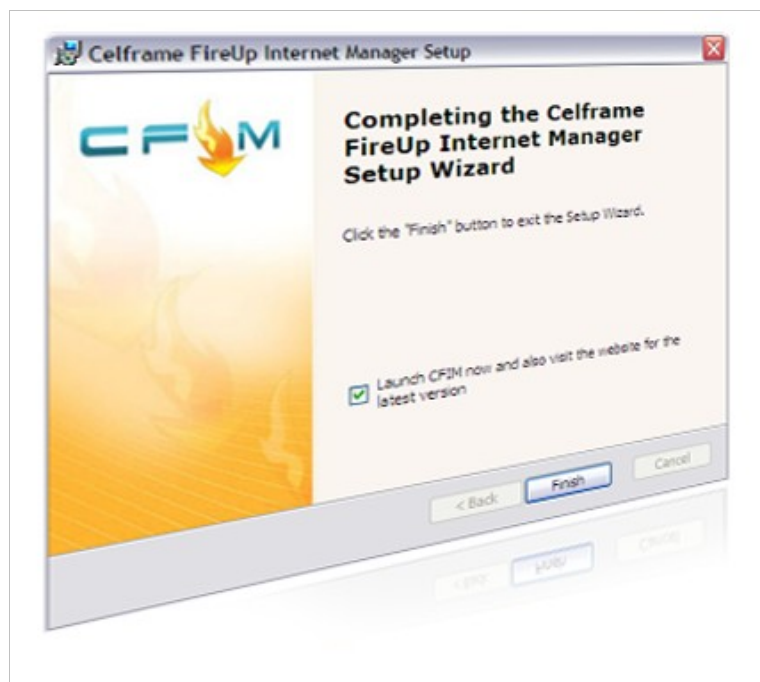 Celframe FireUp Internet Manager Setup
CFIM
Completing the Celframe
FireUp Internet Manager
Setup Wizard
Click the "Finish" button to exit the Setup Wizard.
Launch CFIM now and also visit the website for the
latest version
< Back
Finish
Cancel